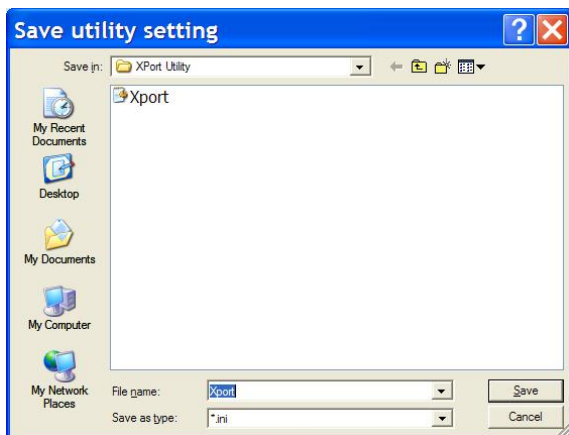 Save utility setting
Save in: XPort Utility
Xport
My Recent
Documents
Desktop
My Documents
My Computer
My Network
Places
File name: Xport Save
Save as type: *.ini Cancel